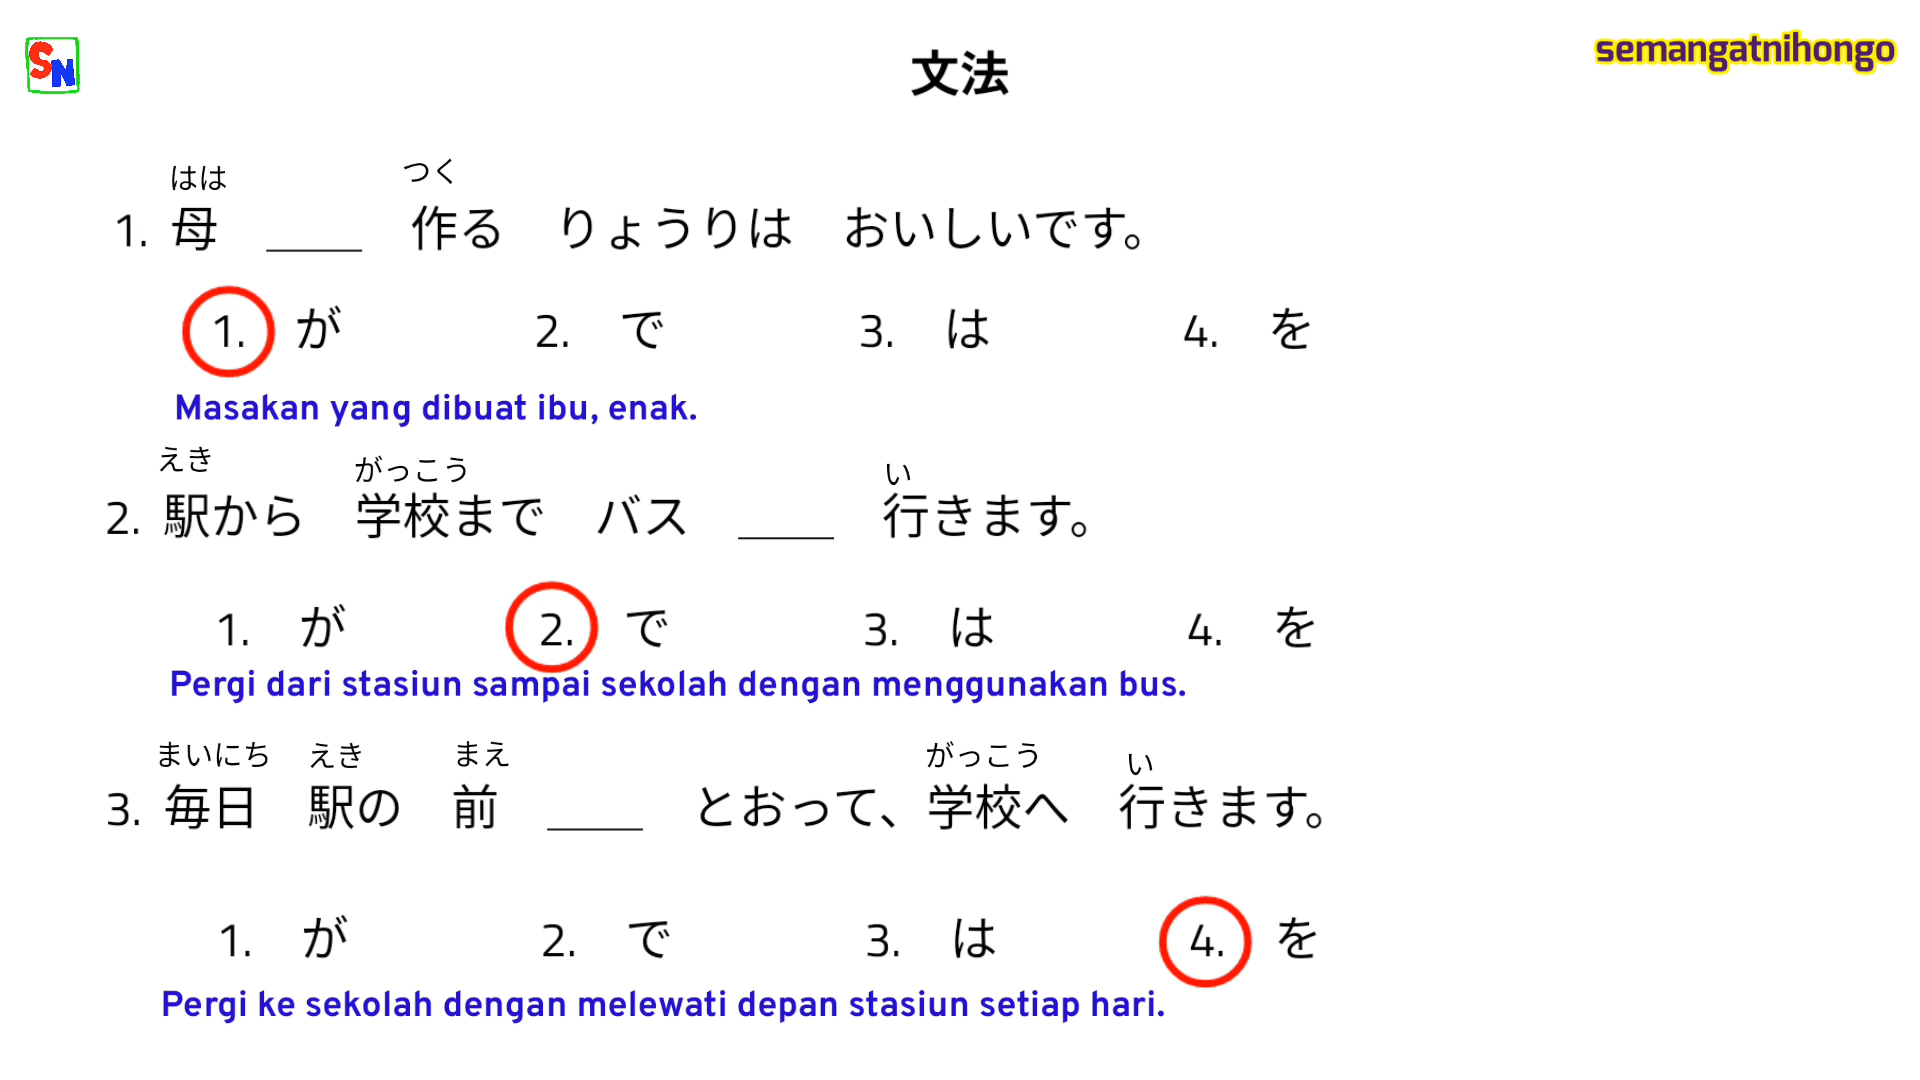 SN
文法
semangatnihongo
はは つく
1. 母 ____ 作る りょうりは おいしいです。
1. が 2. で 3. は 4. を
Masakan yang dibuat ibu, enak.
えき がっこう い
2. 駅から 学校まで バス ____ 行きます。
1. が 2. で 3. は 4. を
Pergi dari stasiun sampai sekolah dengan menggunakan bus.
まいにち えき まえ がっこう い
3. 毎日 駅の 前 ____ とおって、学校へ 行きます。
1. が 2. で 3. は 4. を
Pergi ke sekolah dengan melewati depan stasiun setiap hari.